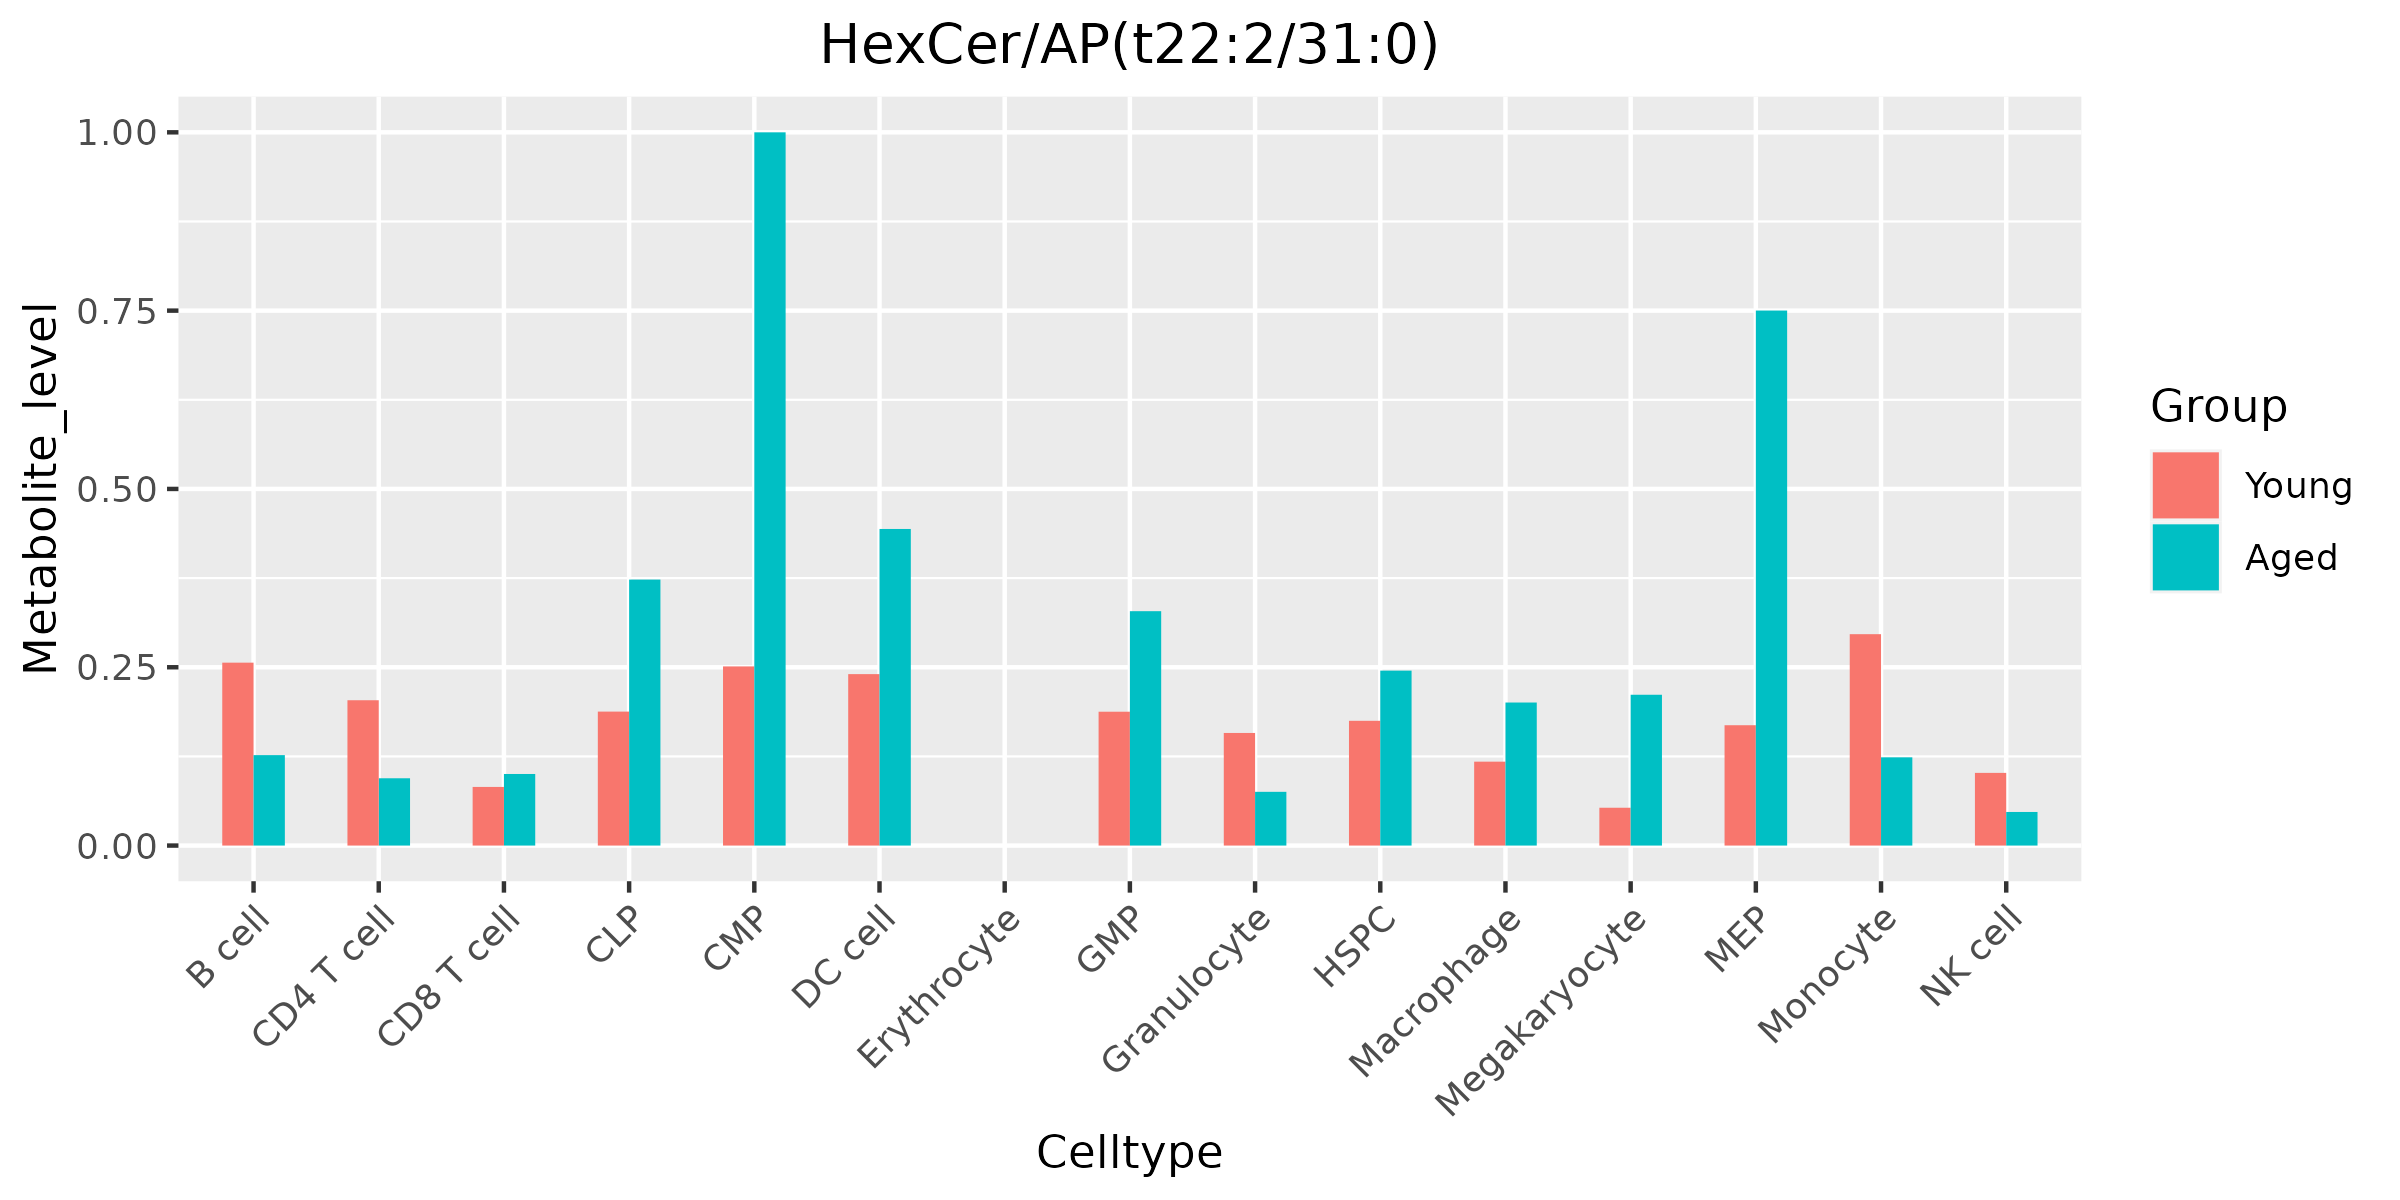 HexCer/AP(t22:2/31:0)
Metabolite_level
1.00
0.75
0.50
0.25
0.00
B cell
CD4 T cell
CD8 T cell
CLP
CMP
DC cell
Erythrocyte
GMP
Granulocyte
HSPC
Macrophage
Megakaryocyte
MEP
Monocyte
NK cell
Celltype
Group
Young
Aged